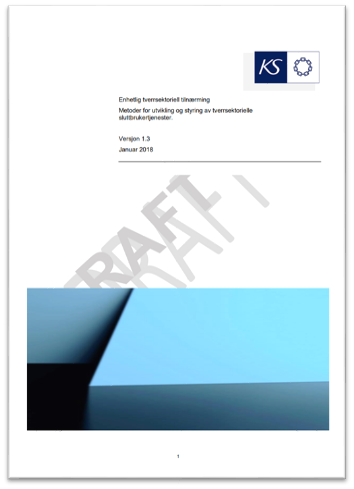 KS
Enhetlig tverrsektoriell tilnærming
Metoder for utvikling og styring av tverrsektorielle
sluttbrukertjenester.
Versjon 1.3
Januar 2018
DRAFT
DRAFT
1